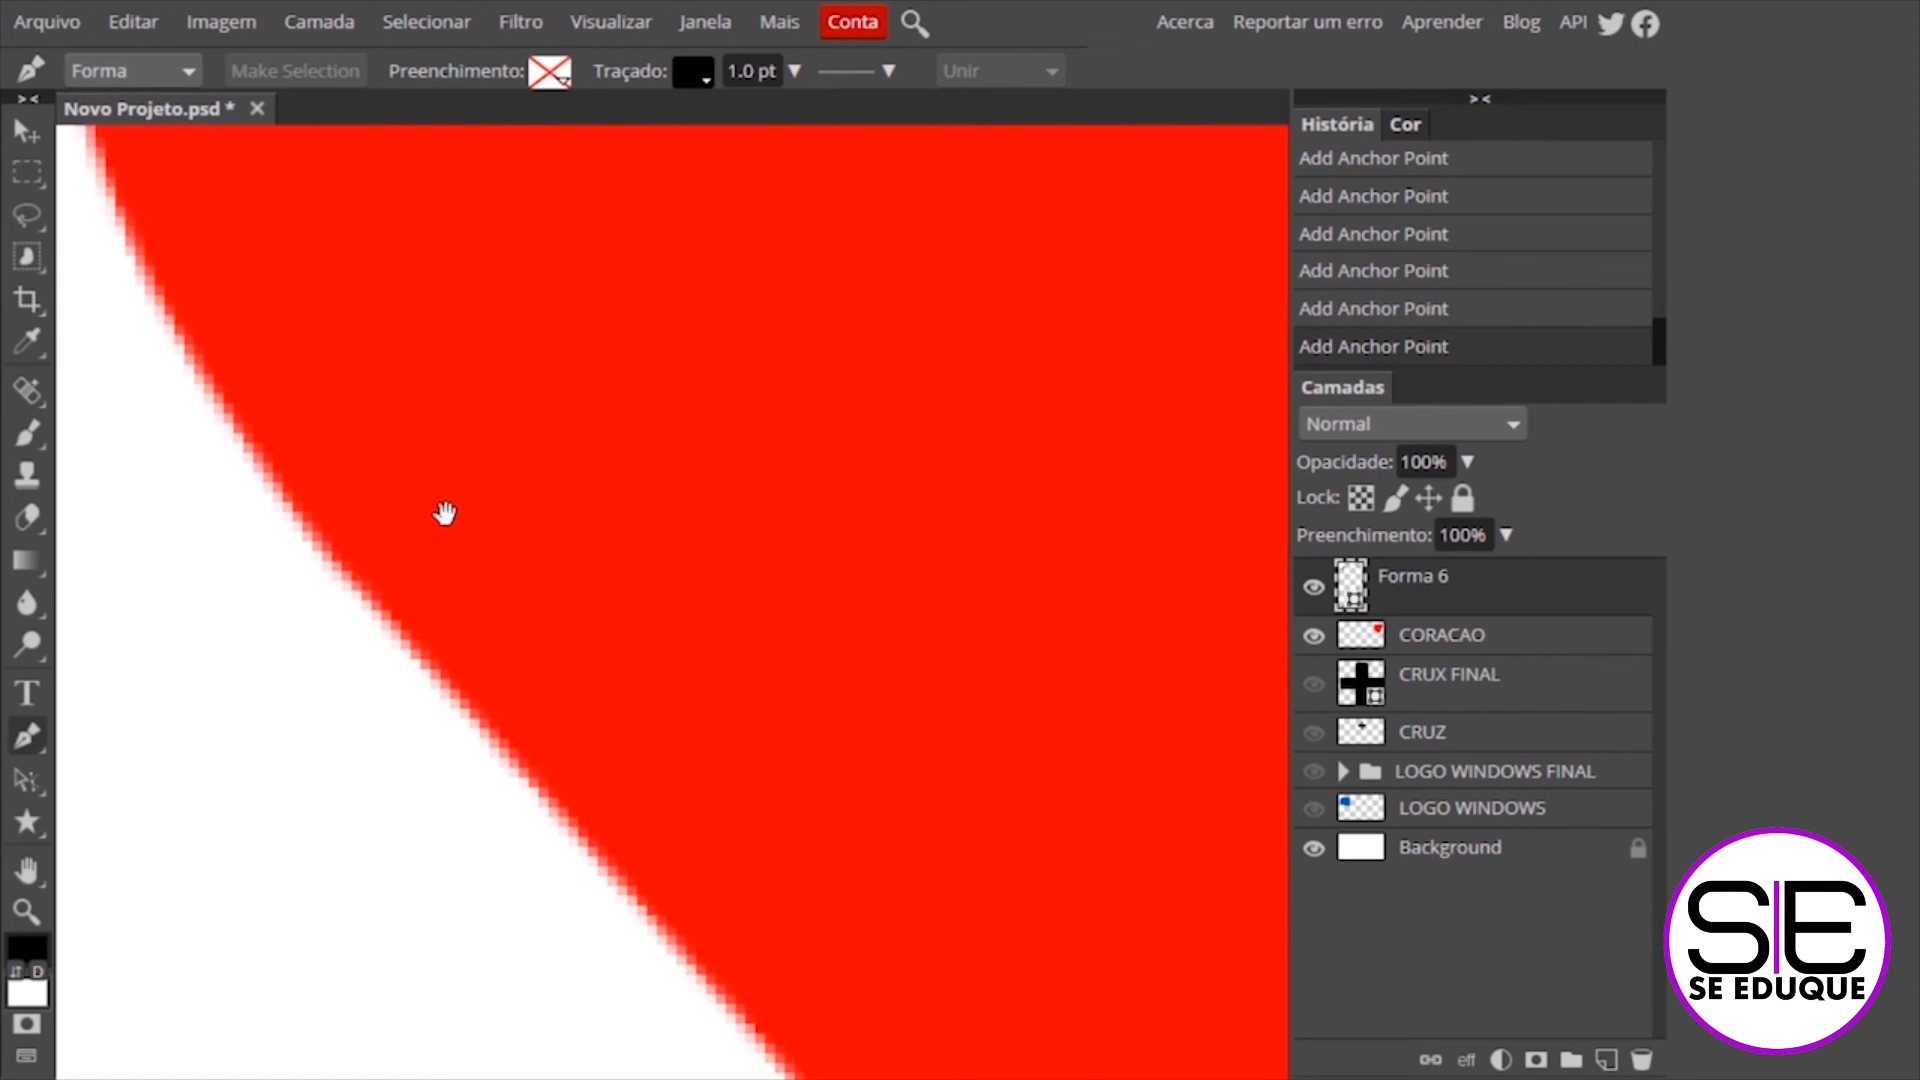 Arquivo Editar Imagem Camada Selecionar Filtro Visualizar Janela Mais Conta Acerca Reportar um erro Aprender Blog API
Forma Make Selection Preenchimento: Traçado: 1.0 pt Unir
Novo Projeto.psd *
História Cor
Add Anchor Point
Add Anchor Point
Add Anchor Point
Add Anchor Point
Add Anchor Point
Add Anchor Point
Camadas
Normal
Opacidade: 100%
Lock:
Preenchimento: 100%
Forma 6
CORACAO
CRUX FINAL
CRUZ
LOGO WINDOWS FINAL
LOGO WINDOWS
Background
D
eff
SE
SE EDUQUE